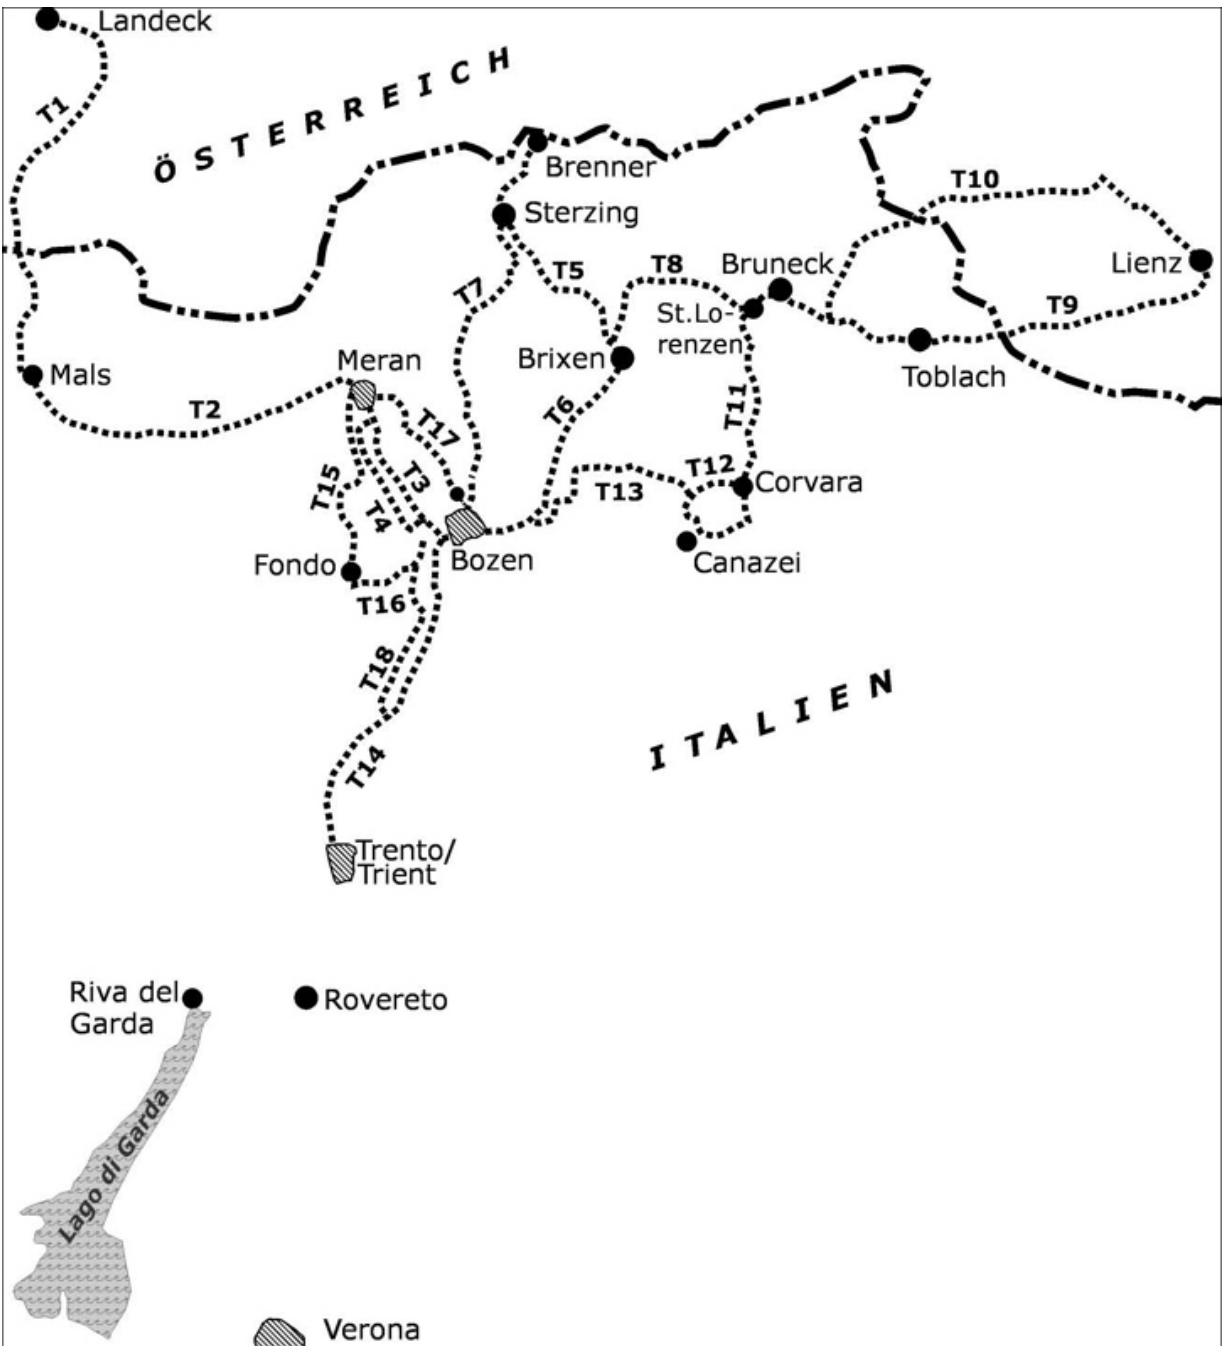 Landeck
T1
ÖSTERREICH
Brenner
Sterzing
T10
T5
T8
Bruneck
Lienz
T7
T9
St.Lo-
renzen
Meran
Brixen
Mals
Toblach
T2
T6
T11
T17
T3
T12
T15
T13
Corvara
T4
Bozen
Canazei
Fondo
T16
T18
ITALIEN
T14
Trento/
Trient
Riva del
Garda
Rovereto
Lago di Garda
Verona